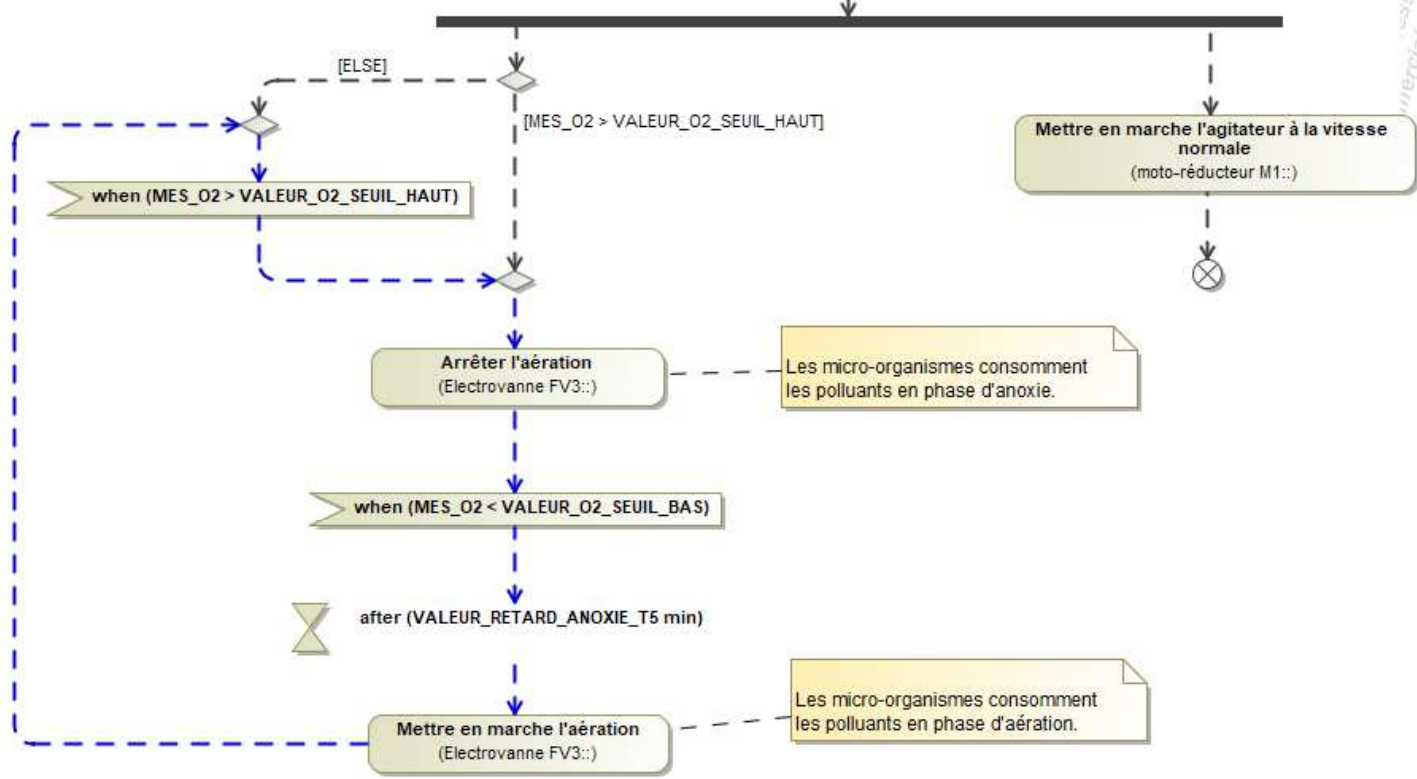 [ELSE]
[MES_O2 > VALEUR_O2_SEUIL_HAUT]
when (MES_O2 > VALEUR_O2_SEUIL_HAUT)
Mettre en marche l'agitateur à la vitesse
normale
(moto-réducteur M1::)
Arrêter l'aération
(Electrovanne FV3::)
Les micro-organismes consomment
les polluants en phase d'anoxie.
when (MES_O2 < VALEUR_O2_SEUIL_BAS)
after (VALEUR_RETARD_ANOXIE_T5 min)
Mettre en marche l'aération
(Electrovanne FV3::)
Les micro-organismes consomment
les polluants en phase d'aération.